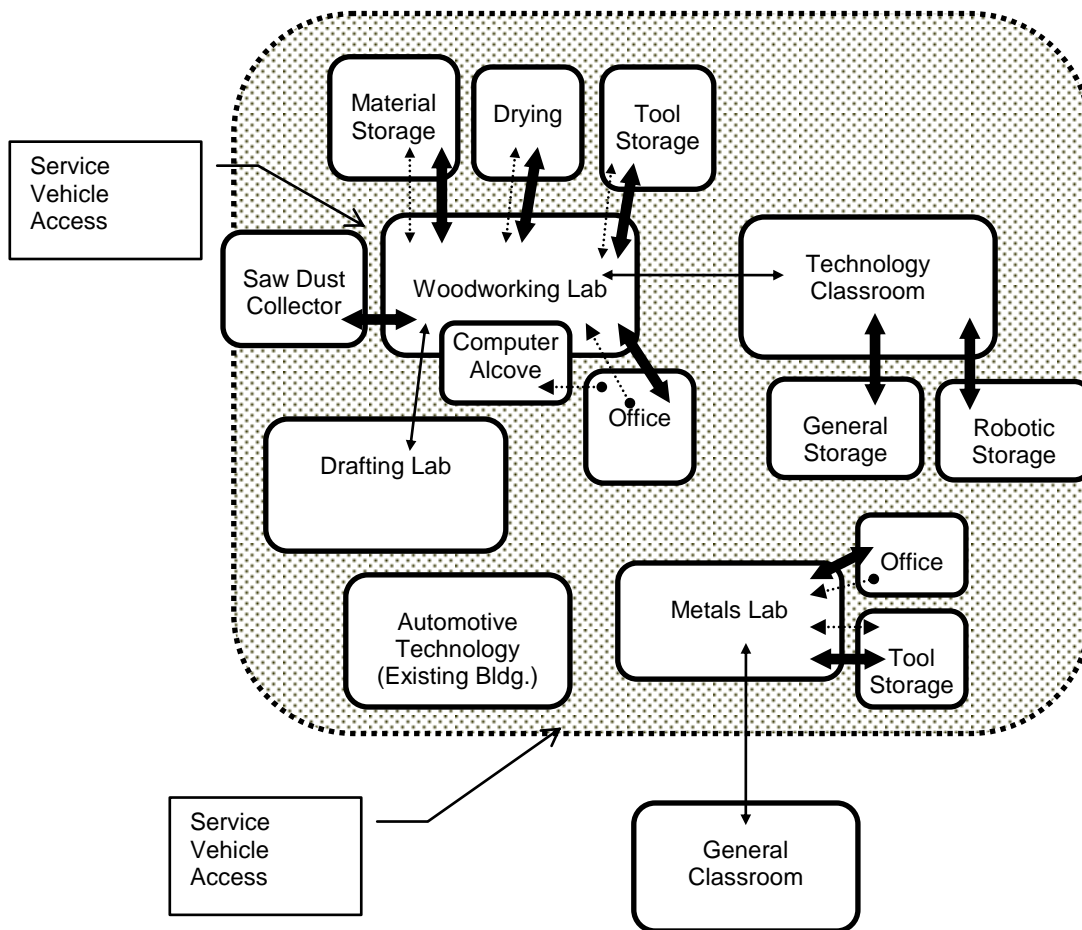 Material
Storage
Drying
Tool
Storage
Service
Vehicle
Access
Saw Dust
Collector
Woodworking Lab
Technology
Classroom
Computer
Alcove
Office
General
Storage
Robotic
Storage
Drafting Lab
Office
Metals Lab
Automotive
Technology
(Existing Bldg.)
Tool
Storage
Service
Vehicle
Access
General
Classroom